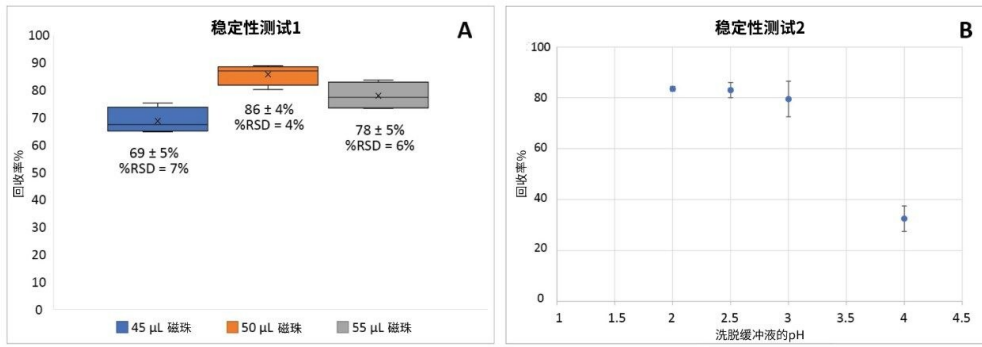 稳定性测试1
A
100
90
80
70
60
50
40
30
20
10
0
回收率%
69 ± 5%
%RSD = 7%
86 ± 4%
%RSD = 4%
78 ± 5%
%RSD = 6%
45 µL 磁珠
50 µL 磁珠
55 µL 磁珠
稳定性测试2
B
100
80
60
40
20
0
回收率%
1
1.5
2
2.5
3
3.5
4
4.5
洗脱缓冲液的pH